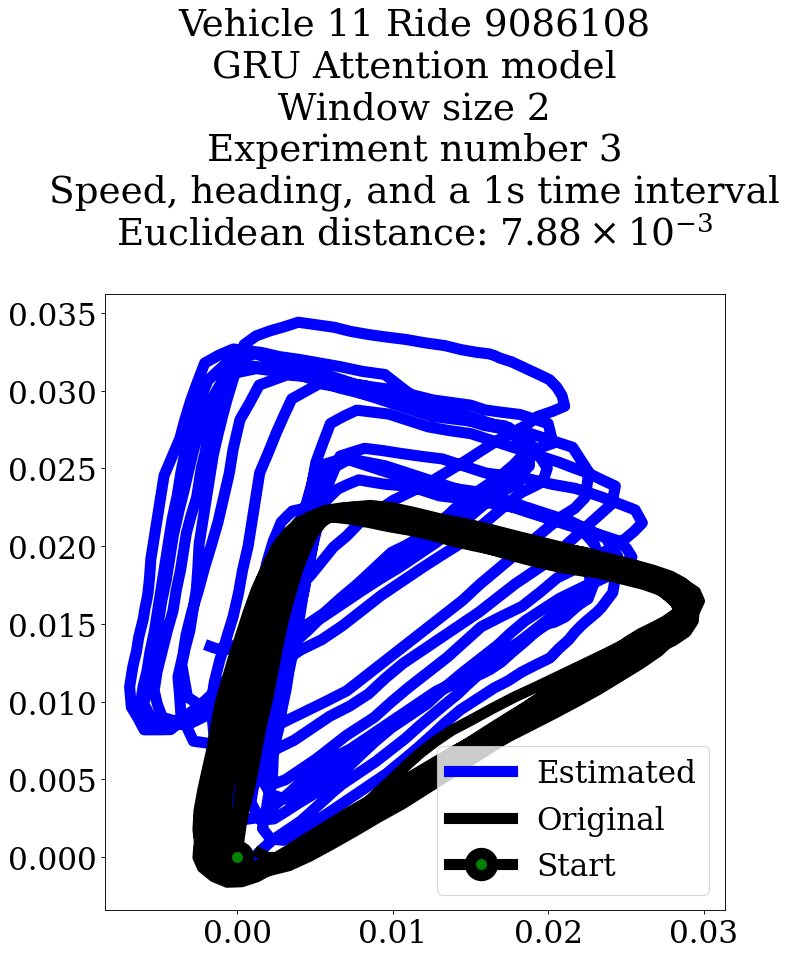 Vehicle 11 Ride 9086108
GRU Attention model
Window size 2
Experiment number 3
Speed, heading, and a 1s time interval
Euclidean distance: 7.88 × 10⁻³
0.035
0.030
0.025
0.020
0.015
0.010
0.005
0.000
Estimated
Original
Start
0.00 0.01 0.02 0.03